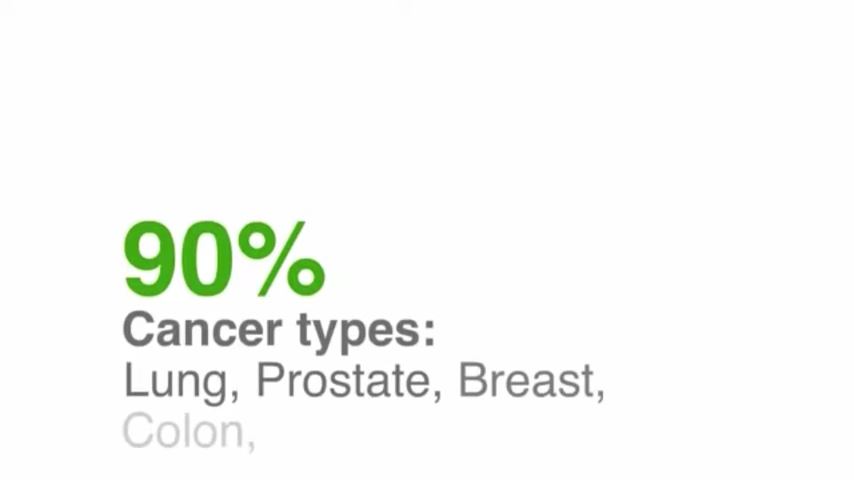 90%
Cancer types:
Lung, Prostate, Breast,
Colon,